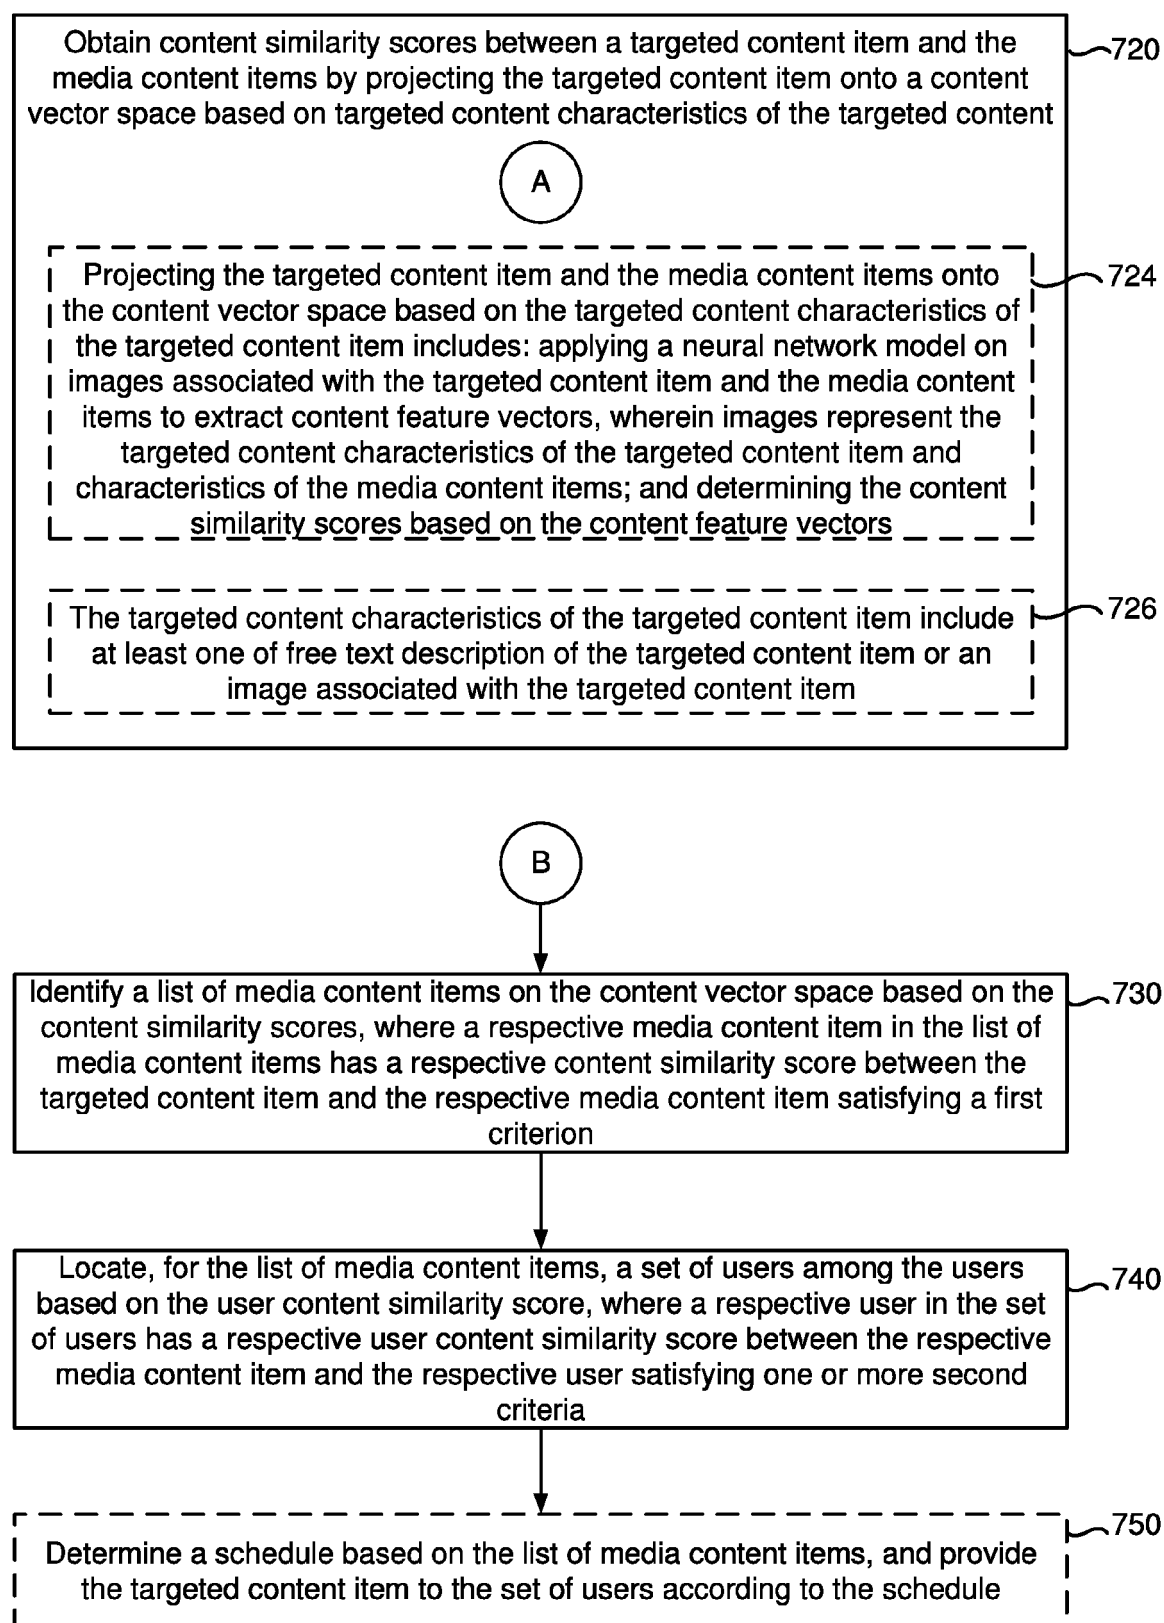 Obtain content similarity scores between a targeted content item and the
media content items by projecting the targeted content item onto a content
vector space based on targeted content characteristics of the targeted content
720
A
Projecting the targeted content item and the media content items onto
the content vector space based on the targeted content characteristics of
the targeted content item includes: applying a neural network model on
images associated with the targeted content item and the media content
items to extract content feature vectors, wherein images represent the
targeted content characteristics of the targeted content item and
characteristics of the media content items; and determining the content
similarity scores based on the content feature vectors
724
The targeted content characteristics of the targeted content item include
at least one of free text description of the targeted content item or an
image associated with the targeted content item
726
B
Identify a list of media content items on the content vector space based on the
content similarity scores, where a respective media content item in the list of
media content items has a respective content similarity score between the
targeted content item and the respective media content item satisfying a first
criterion
730
Locate, for the list of media content items, a set of users among the users
based on the user content similarity score, where a respective user in the set
of users has a respective user content similarity score between the respective
media content item and the respective user satisfying one or more second
criteria
740
Determine a schedule based on the list of media content items, and provide
the targeted content item to the set of users according to the schedule
750